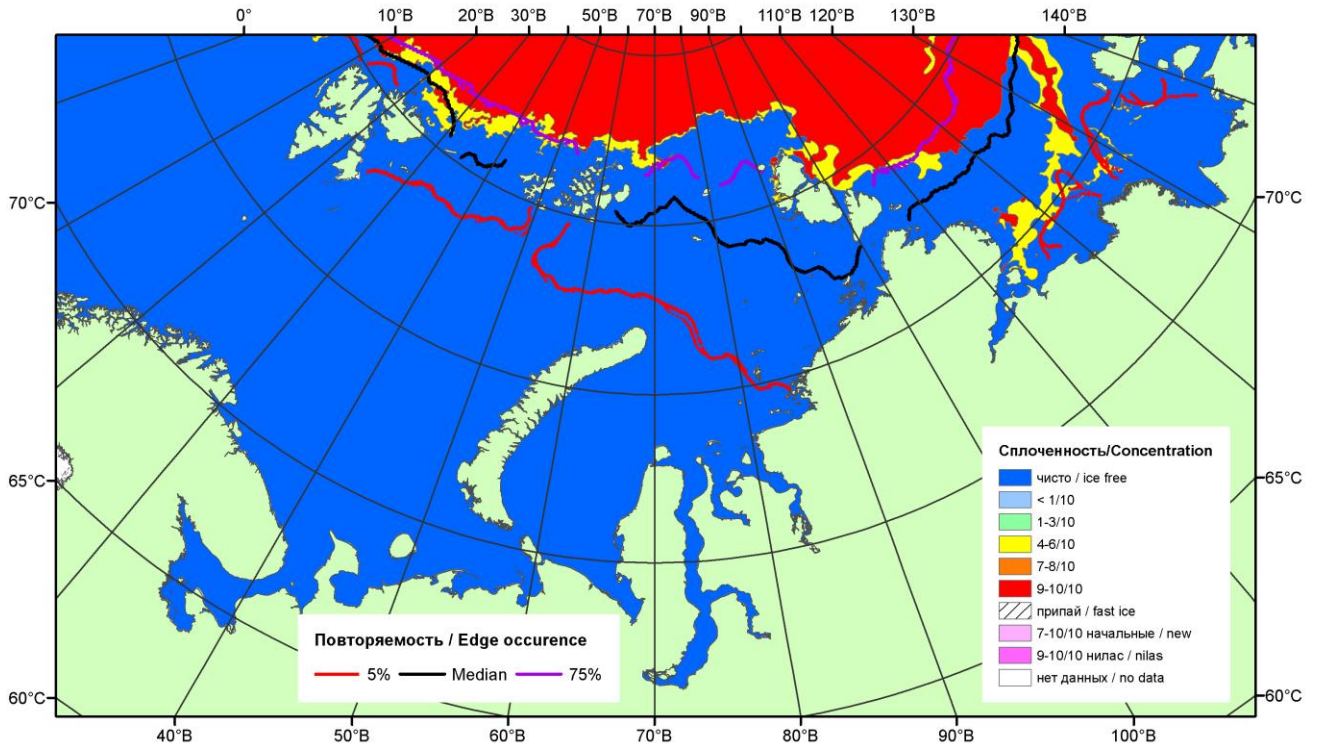 0° 10°В 20°В 30°В 50°В 70°В 90°В 110°В 120°В 130°В 140°В
70°С 70°С
65°С 65°С
60°С 60°С
Сплоченность/Concentration
чисто / ice free
< 1/10
1-3/10
4-6/10
7-8/10
9-10/10
припай / fast ice
7-10/10 начальные / new
9-10/10 нилас / nilas
нет данных / no data
Повторяемость / Edge occurence
5% Median 75%
40°В 50°В 60°В 70°В 80°В 90°В 100°В